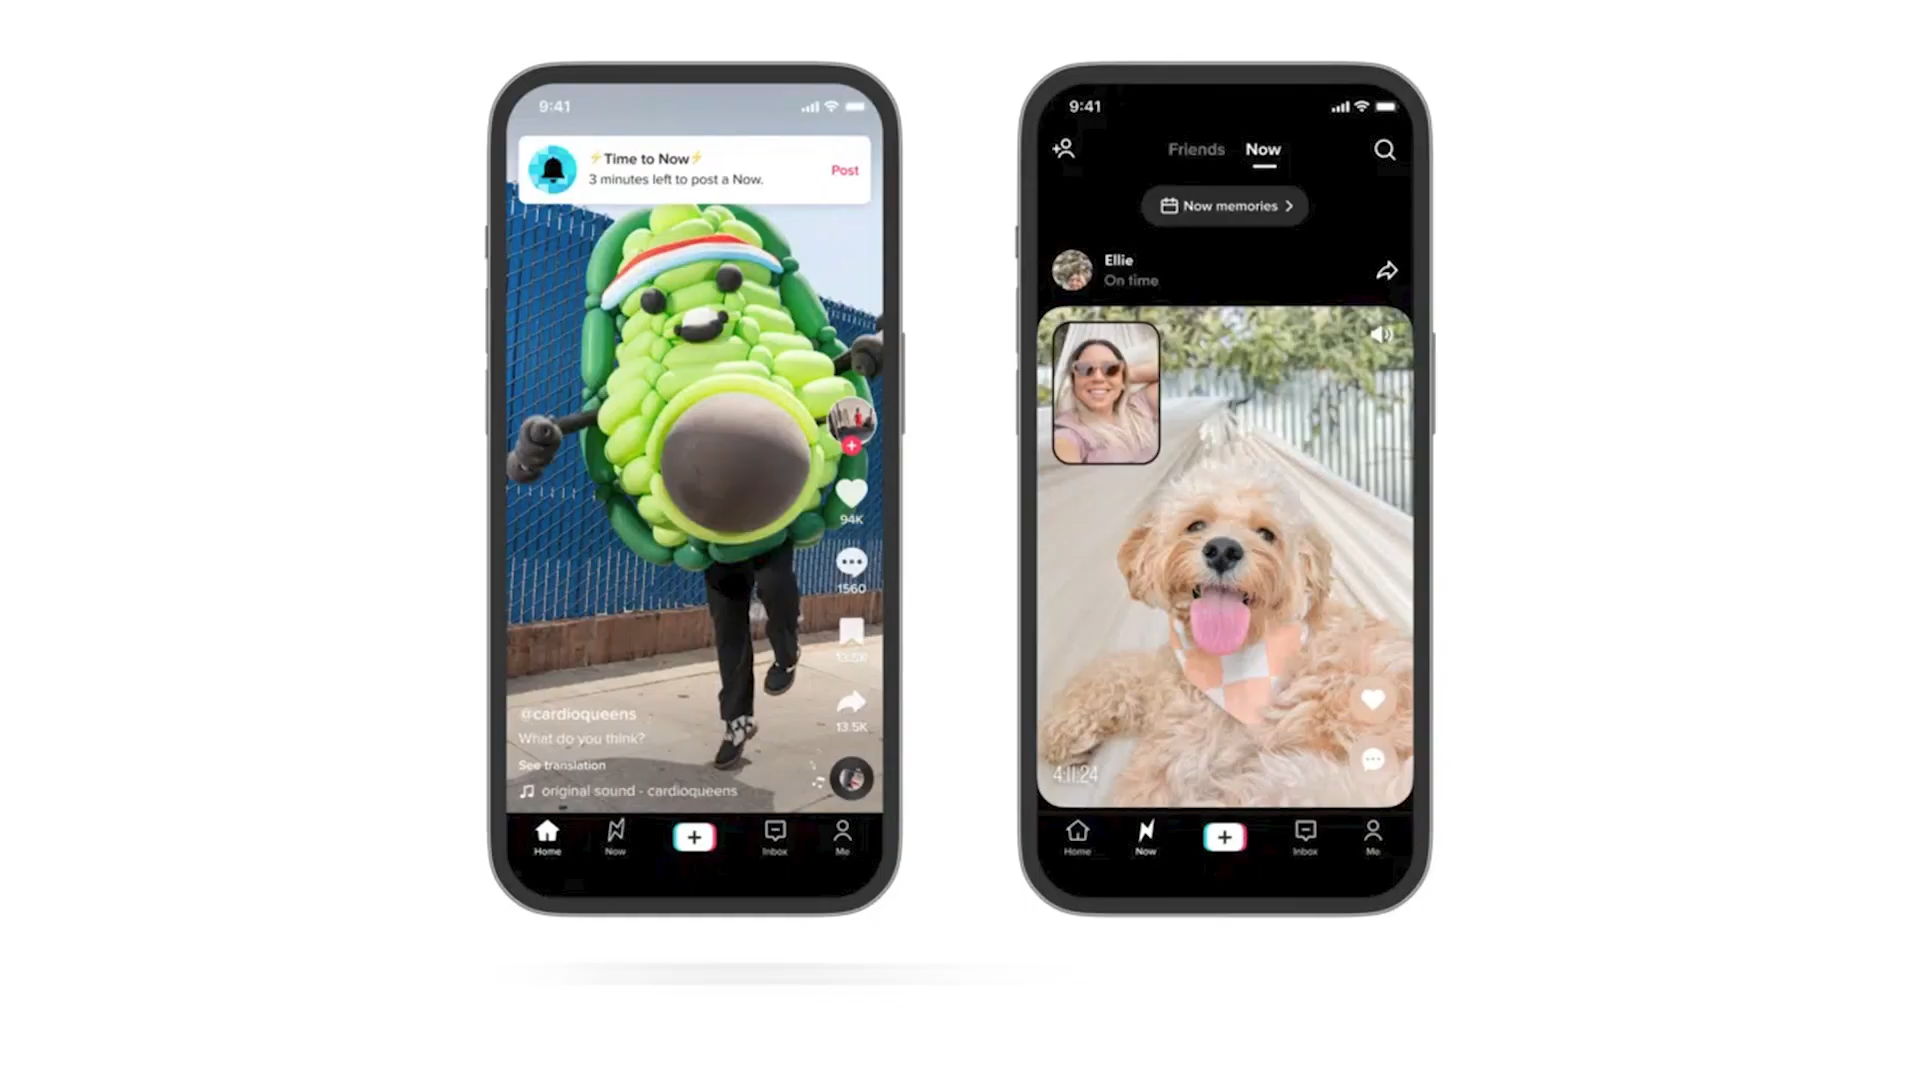 9:41
⚡Time to Now⚡
3 minutes left to post a Now.
Post
94K
1560
13.5K
13.5K
@cardioqueens
What do you think?
See translation
original sound - cardioqueens
Home
Now
Inbox
Me
9:41
Friends
Now
Now memories
Ellie
On time
4:11:24
Home
Now
Inbox
Me